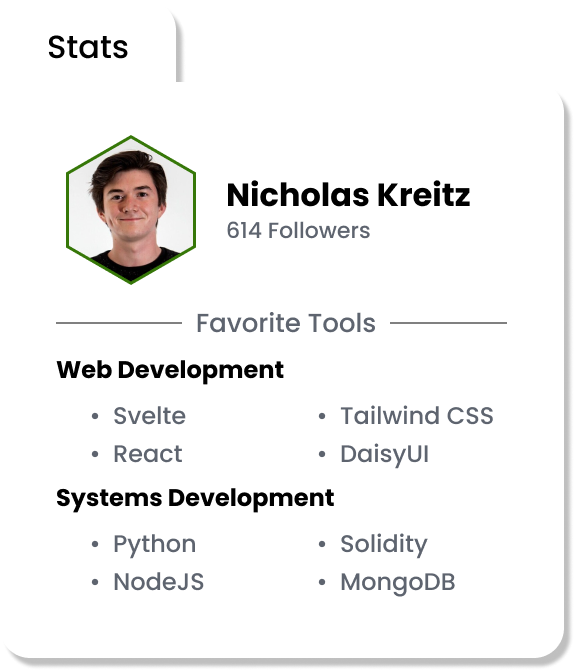 Stats
Nicholas Kreitz
614 Followers
Favorite Tools
Web Development
• Svelte
• Tailwind CSS
• React
• DaisyUI
Systems Development
• Python
• Solidity
• NodeJS
• MongoDB